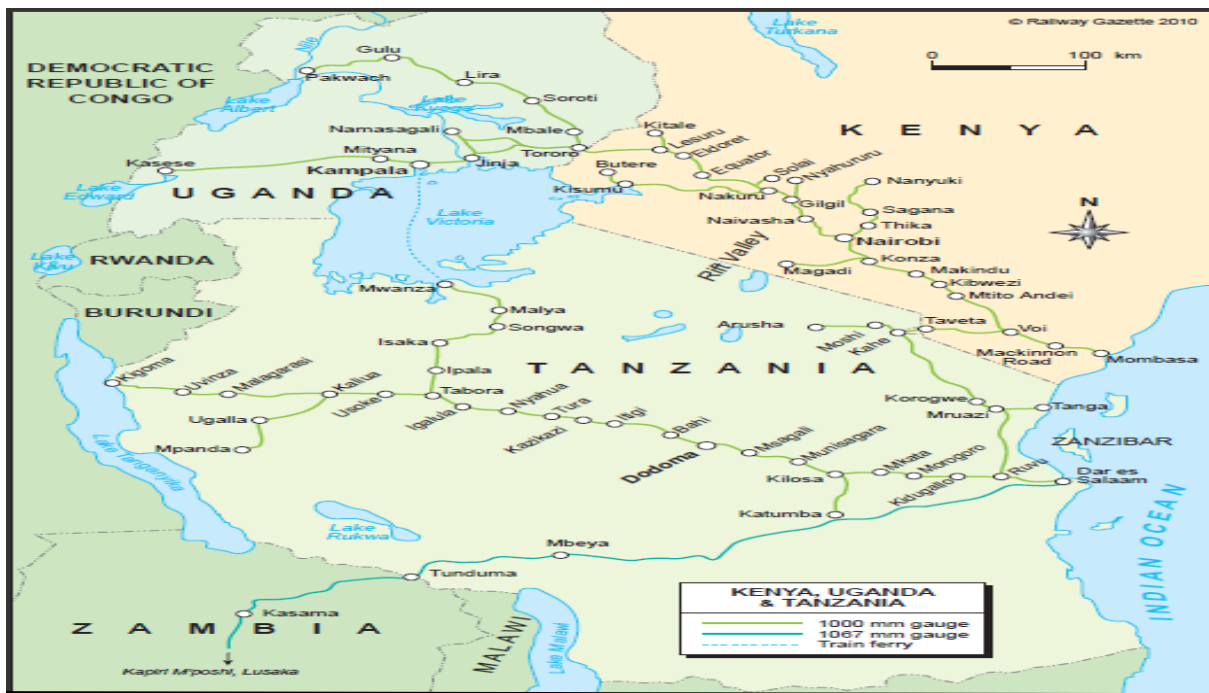 © Railway Gazette 2010
Lake
Turkana
0 100 km
DEMOCRATIC
REPUBLIC OF
CONGO
Nile
Gulu
Pakwach
Lira
Lake
Albert
Lake
Kyoga
Soroti
Namasagali
Mbale
Mityana
Tororo
Kasese
Kampala
Jinja
Lake
Edward
UGANDA
KENYA
Kitale
Lesuru
Eldoret
Butere
Equator
Solai
Nyahururu
Kisumu
Nanyuki
Nakuru
Gilgil
Sagana
Naivasha
Thika
N
Nairobi
Rift Valley
Konza
Magadi
Makindu
Kibwezi
Mtito Andei
Lake
Victoria
Lake
Kivu
RWANDA
BURUNDI
Mwanza
Malya
Songwa
Arusha
Moshi
Kahe
Taveta
Voi
Mackinnon
Road
Mombasa
Isaka
TANZANIA
Kigoma
Uvinza
Malagarasi
Kaliua
Usoke
Ipala
Tabora
Igalula
Nyahua
Tura
Kazikazi
Itigi
Bahi
Korogwe
Mruazi
Tanga
Ugalla
Mpanda
Dodoma
Msagali
Munisagara
ZANZIBAR
Kilosa
Mkata
Morogoro
Kidugallo
Ruvu
Dar es
Salaam
Lake Tanganyika
Katumba
Lake
Rukwa
Mbeya
INDIAN OCEAN
Tunduma
Kasama
ZAMBIA
MALAWI
Lake Malawi
Kapiri M'poshi, Lusaka
KENYA, UGANDA
& TANZANIA
1000 mm gauge
1067 mm gauge
Train ferry